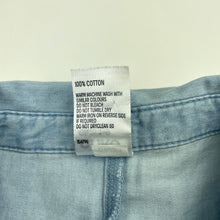 100% COTTON
WARM MACHINE WASH WITH
SIMILAR COLOURS
DO NOT BLEACH
DO NOT TUMBLE DRY
WARM IRON ON REVERSE SIDE
IF REQUIRED
DO NOT DRYCLEAN